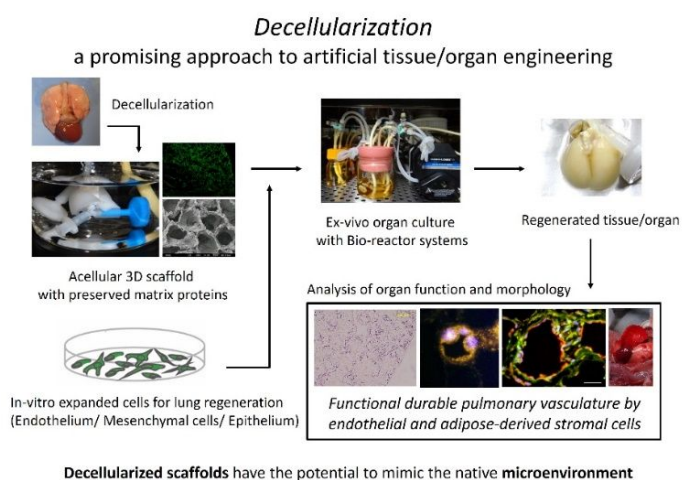 Decellularization
a promising approach to artificial tissue/organ engineering
Decellularization
Acellular 3D scaffold
with preserved matrix proteins
Ex-vivo organ culture
with Bio-reactor systems
Regenerated tissue/organ
In-vitro expanded cells for lung regeneration
(Endothelium/ Mesenchymal cells/ Epithelium)
Analysis of organ function and morphology
Functional durable pulmonary vasculature by
endothelial and adipose-derived stromal cells
Decellularized scaffolds have the potential to mimic the native microenvironment